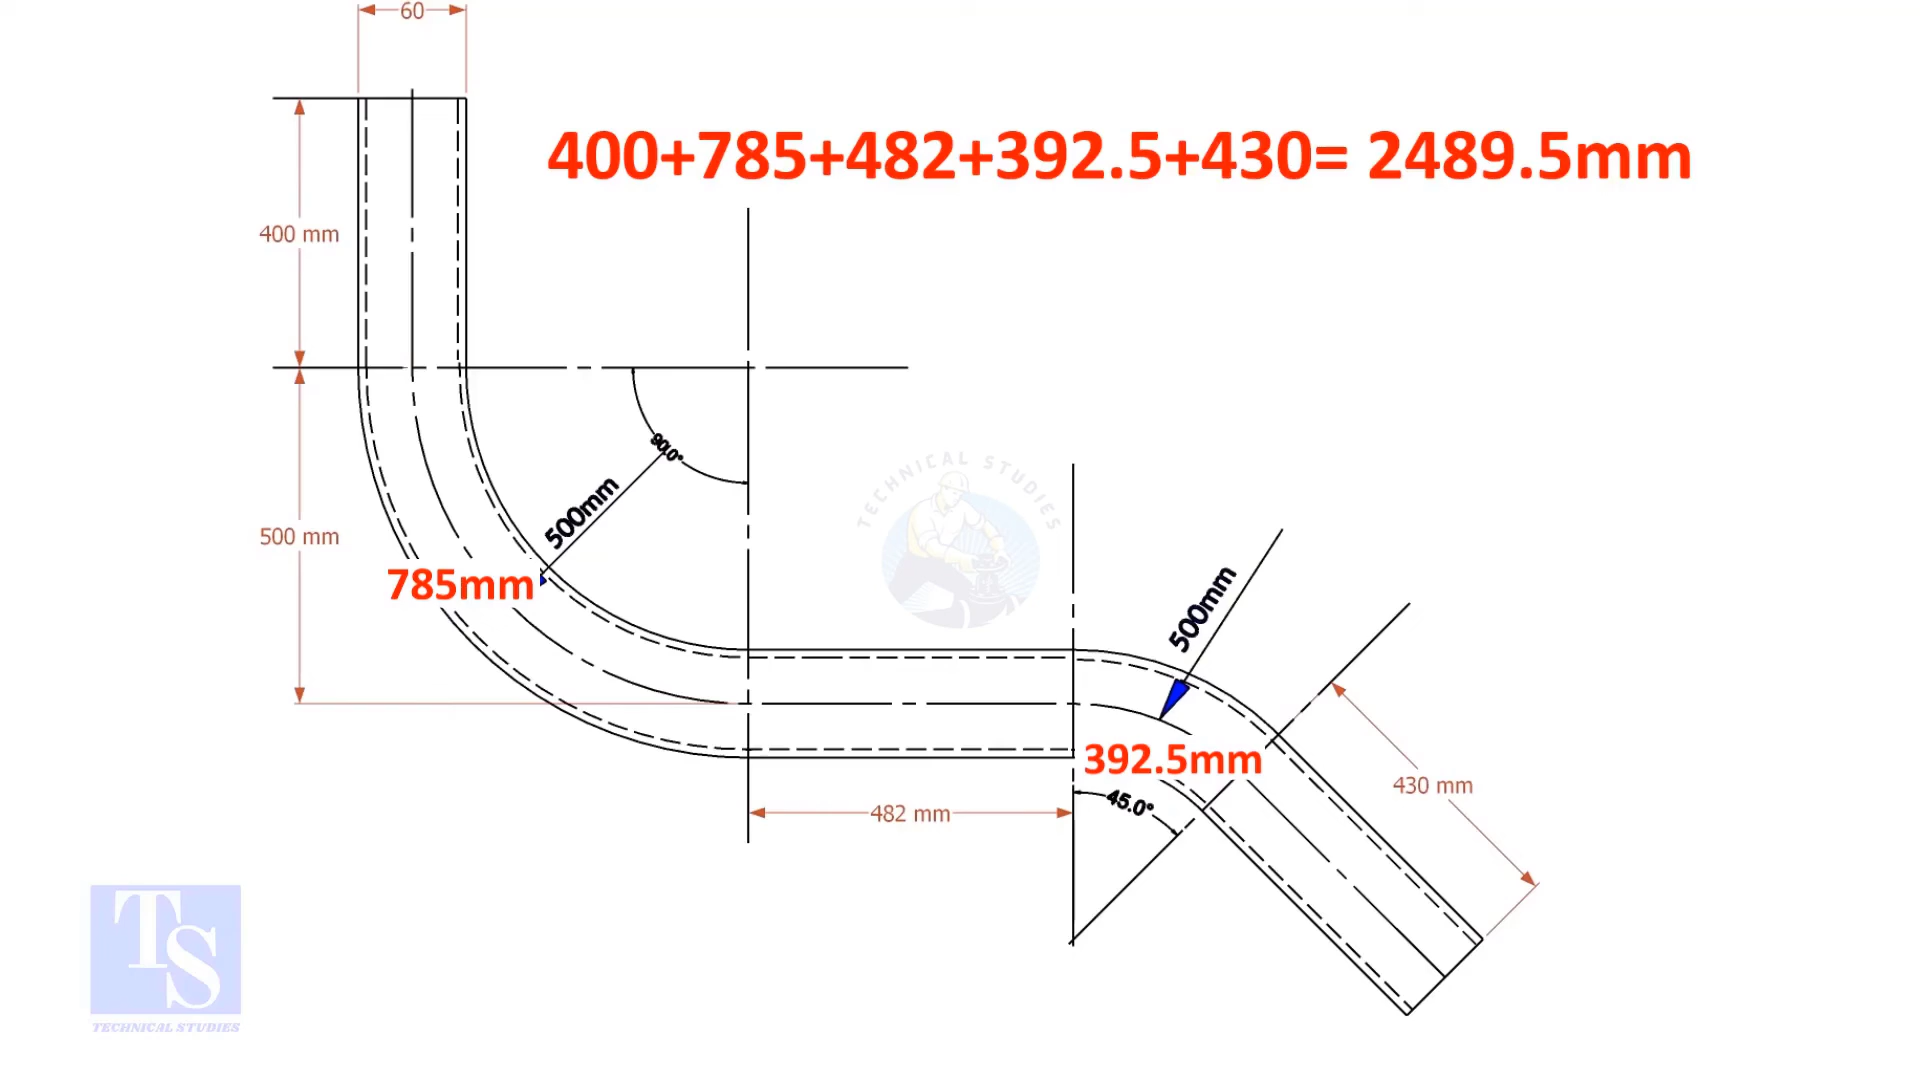 60
400+785+482+392.5+430= 2489.5mm
400 mm
90.0°
TECHNICAL STUDIES
500mm
500 mm
785mm
500mm
392.5mm
45.0°
430 mm
482 mm
TS
TECHNICAL STUDIES